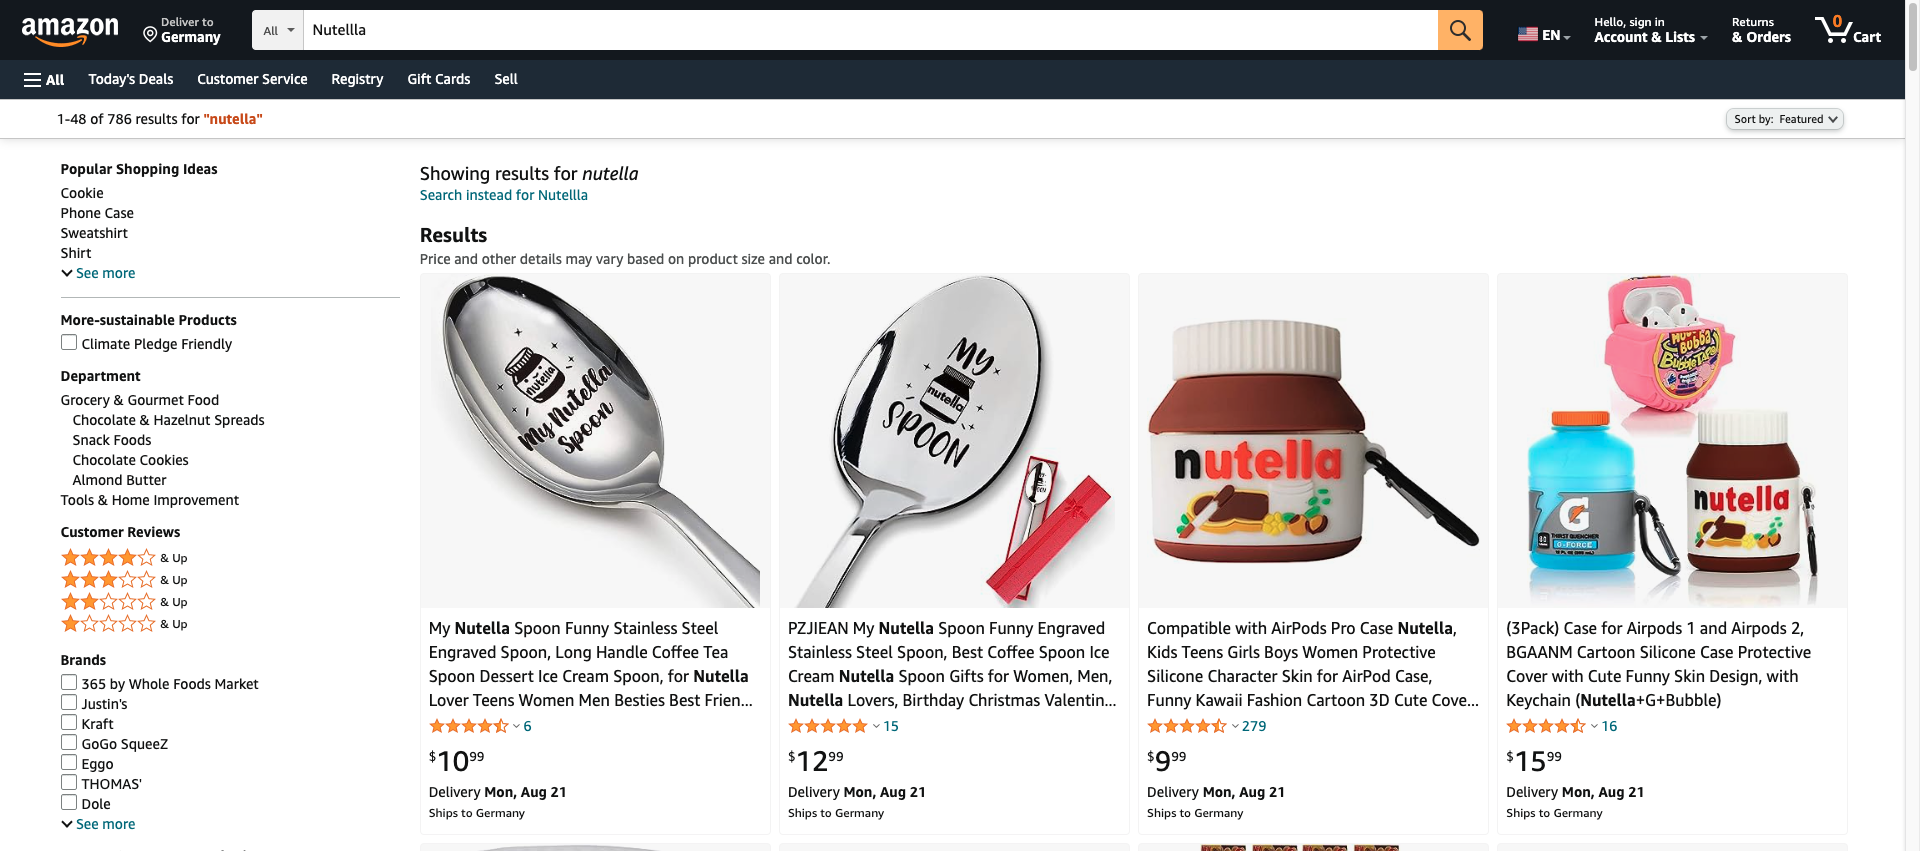 amazon
Deliver to
Germany
All
Nutellla
EN
Hello, sign in
Account & Lists
Returns
& Orders
0
Cart
All
Today's Deals
Customer Service
Registry
Gift Cards
Sell
1-48 of 786 results for "nutella"
Sort by: Featured
Popular Shopping Ideas
Cookie
Phone Case
Sweatshirt
Shirt
See more
More-sustainable Products
Climate Pledge Friendly
Department
Grocery & Gourmet Food
Chocolate & Hazelnut Spreads
Snack Foods
Chocolate Cookies
Almond Butter
Tools & Home Improvement
Customer Reviews
& Up
& Up
& Up
& Up
Brands
365 by Whole Foods Market
Justin's
Kraft
GoGo SqueeZ
Eggo
THOMAS'
Dole
See more
Showing results for nutella
Search instead for Nutellla
Results
Price and other details may vary based on product size and color.
nutella
My Nutella
Spoon
My Nutella Spoon Funny Stainless Steel
Engraved Spoon, Long Handle Coffee Tea
Spoon Dessert Ice Cream Spoon, for Nutella
Lover Teens Women Men Besties Best Frien...
6
$10.99
Delivery Mon, Aug 21
Ships to Germany
MY
nutella
SPOON
PZJIEAN My Nutella Spoon Funny Engraved
Stainless Steel Spoon, Best Coffee Spoon Ice
Cream Nutella Spoon Gifts for Women, Men,
Nutella Lovers, Birthday Christmas Valentin...
15
$12.99
Delivery Mon, Aug 21
Ships to Germany
nutella
Compatible with AirPods Pro Case Nutella,
Kids Teens Girls Boys Women Protective
Silicone Character Skin for AirPod Case,
Funny Kawaii Fashion Cartoon 3D Cute Cove...
279
$9.99
Delivery Mon, Aug 21
Ships to Germany
Bubba
Bubble Tape
G
THIRST QUENCHER
G-FORCE
nutella
(3Pack) Case for Airpods 1 and Airpods 2,
BGAANM Cartoon Silicone Case Protective
Cover with Cute Funny Skin Design, with
Keychain (Nutella+G+Bubble)
16
$15.99
Delivery Mon, Aug 21
Ships to Germany